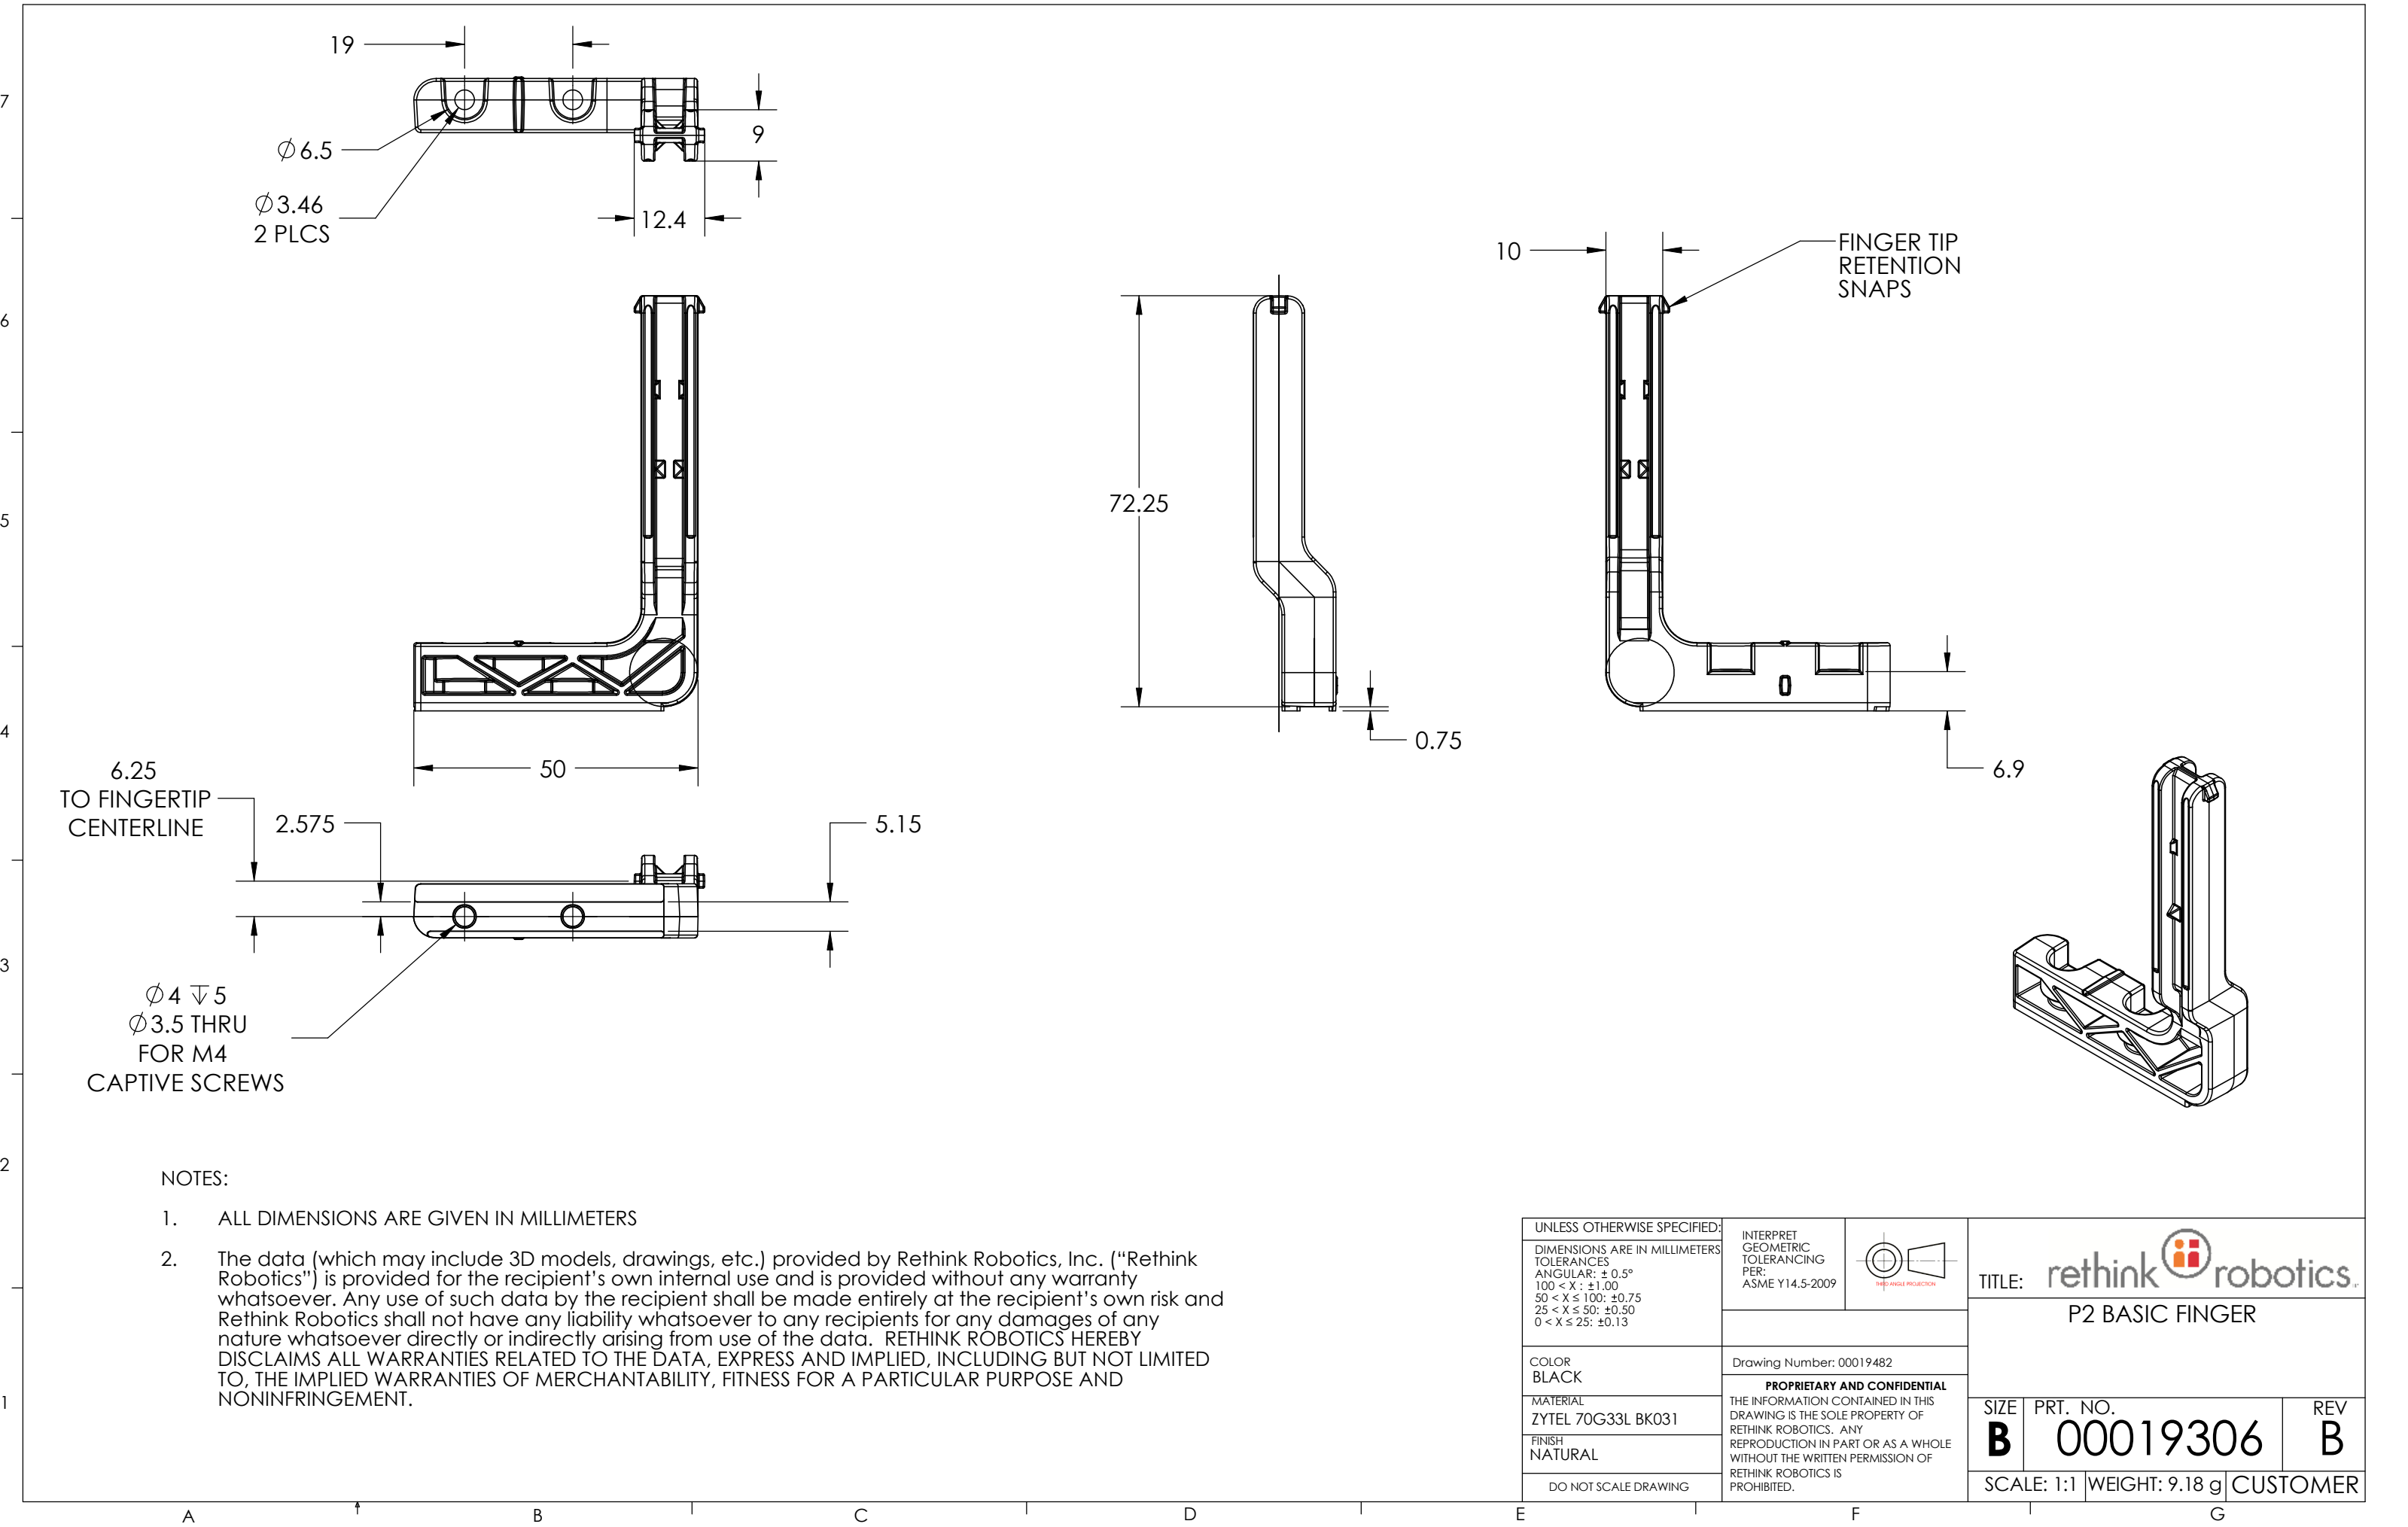 19
7
9
⌀6.5
⌀3.46
2 PLCS
12.4
10
FINGER TIP
RETENTION
SNAPS
6
72.25
5
4
0.75
6.9
50
6.25
TO FINGERTIP
CENTERLINE
2.575
5.15
3
⌀4 ↧5
⌀3.5 THRU
FOR M4
CAPTIVE SCREWS
2
NOTES:
1. ALL DIMENSIONS ARE GIVEN IN MILLIMETERS
2. The data (which may include 3D models, drawings, etc.) provided by Rethink Robotics, Inc. (“Rethink
Robotics”) is provided for the recipient’s own internal use and is provided without any warranty
whatsoever. Any use of such data by the recipient shall be made entirely at the recipient’s own risk and
Rethink Robotics shall not have any liability whatsoever to any recipients for any damages of any
nature whatsoever directly or indirectly arising from use of the data. RETHINK ROBOTICS HEREBY
DISCLAIMS ALL WARRANTIES RELATED TO THE DATA, EXPRESS AND IMPLIED, INCLUDING BUT NOT LIMITED
TO, THE IMPLIED WARRANTIES OF MERCHANTABILITY, FITNESS FOR A PARTICULAR PURPOSE AND
NONINFRINGEMENT.
1
UNLESS OTHERWISE SPECIFIED:
DIMENSIONS ARE IN MILLIMETERS
TOLERANCES
ANGULAR: ± 0.5°
100 < X : ±1.00
50 < X ≤ 100: ±0.75
25 < X ≤ 50: ±0.50
0 < X ≤ 25: ±0.13
COLOR
BLACK
MATERIAL
ZYTEL 70G33L BK031
FINISH
NATURAL
DO NOT SCALE DRAWING
INTERPRET
GEOMETRIC
TOLERANCING
PER:
ASME Y14.5-2009
THIRD ANGLE PROJECTION
Drawing Number: 00019482
PROPRIETARY AND CONFIDENTIAL
THE INFORMATION CONTAINED IN THIS
DRAWING IS THE SOLE PROPERTY OF
RETHINK ROBOTICS. ANY
REPRODUCTION IN PART OR AS A WHOLE
WITHOUT THE WRITTEN PERMISSION OF
RETHINK ROBOTICS IS
PROHIBITED.
TITLE: rethink robotics
P2 BASIC FINGER
SIZE PRT. NO. REV
B 00019306 B
SCALE: 1:1 WEIGHT: 9.18 g CUSTOMER
A B C D E F G